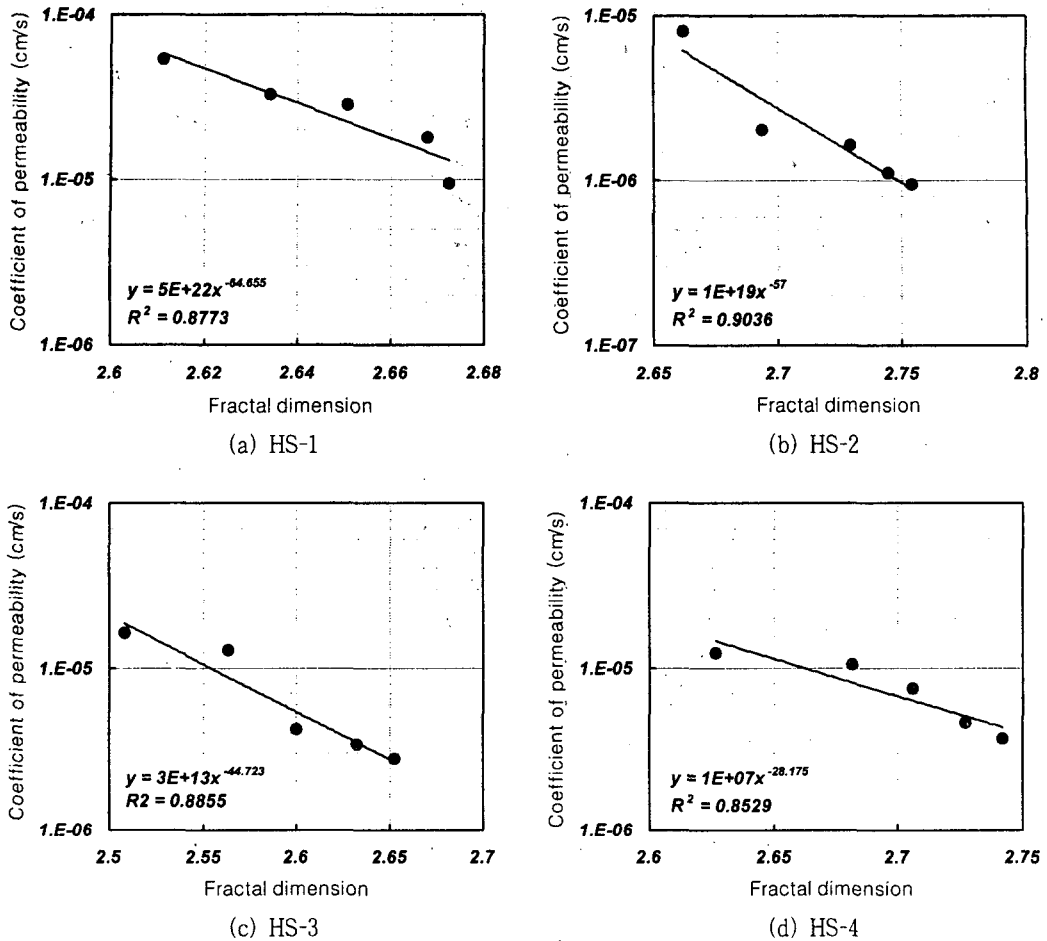 1.E-04
1.E-05
1.E-06
Coefficient of permeability (cm/s)
y = 5E+22x^-64.655
R² = 0.8773
2.6 2.62 2.64 2.66 2.68
Fractal dimension
(a) HS-1
1.E-05
1.E-06
1.E-07
Coefficient of permeability (cm/s)
y = 1E+19x^-57
R² = 0.9036
2.65 2.7 2.75 2.8
Fractal dimension
(b) HS-2
1.E-04
1.E-05
1.E-06
Coefficient of permeability (cm/s)
y = 3E+13x^-44.723
R2 = 0.8855
2.5 2.55 2.6 2.65 2.7
Fractal dimension
(c) HS-3
1.E-04
1.E-05
1.E-06
Coefficient of permeability (cm/s)
y = 1E+07x^-28.175
R² = 0.8529
2.6 2.65 2.7 2.75
Fractal dimension
(d) HS-4